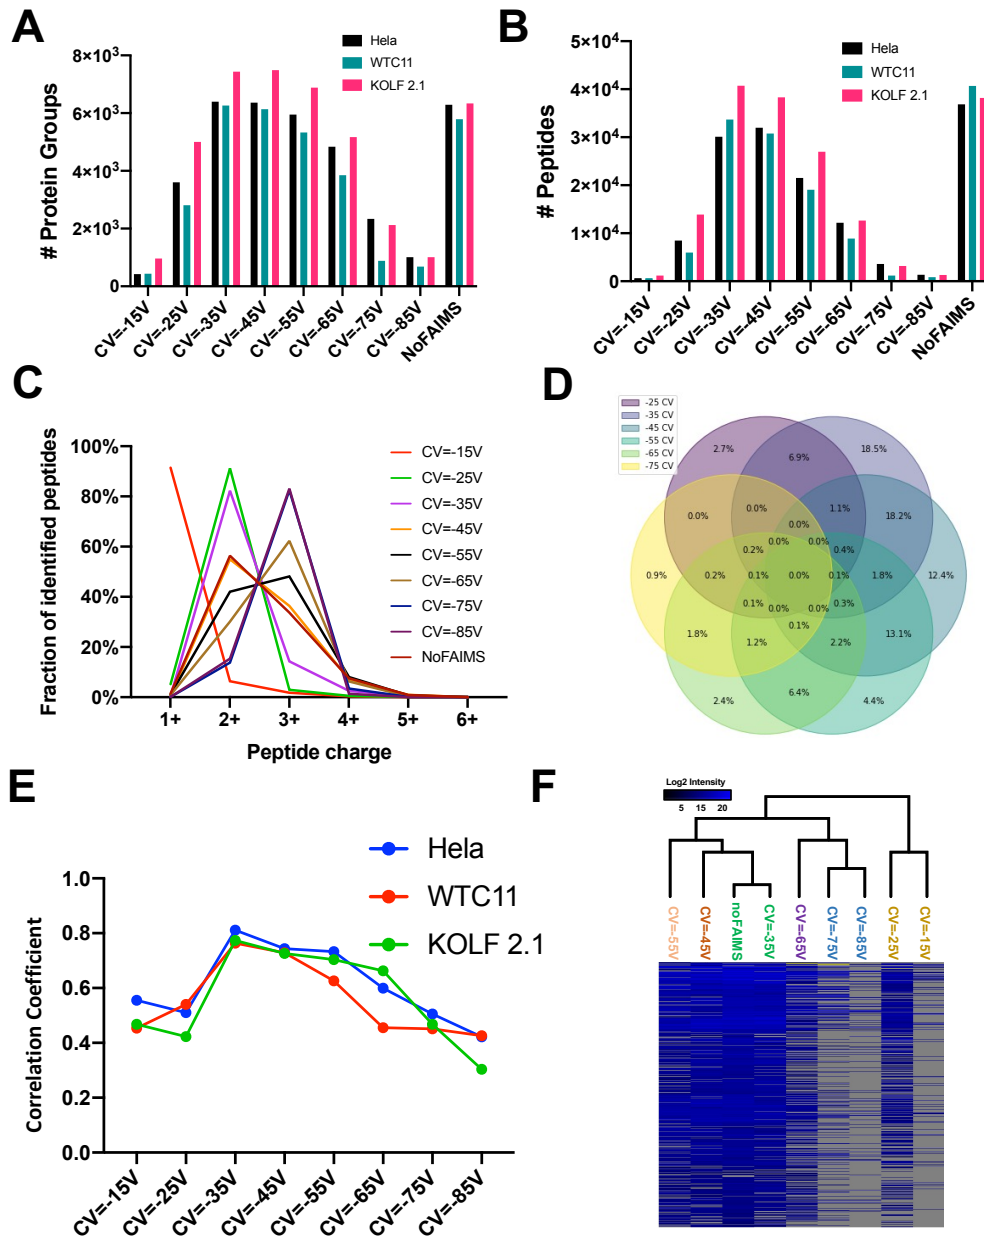 A
# Protein Groups
8×10³
6×10³
4×10³
2×10³
0
Hela
WTC11
KOLF 2.1
CV=-15V
CV=-25V
CV=-35V
CV=-45V
CV=-55V
CV=-65V
CV=-75V
CV=-85V
NoFAIMS
B
# Peptides
5×10⁴
4×10⁴
3×10⁴
2×10⁴
1×10⁴
0
Hela
WTC11
KOLF 2.1
CV=-15V
CV=-25V
CV=-35V
CV=-45V
CV=-55V
CV=-65V
CV=-75V
CV=-85V
NoFAIMS
C
Fraction of identified peptides
100%
80%
60%
40%
20%
0%
1+ 2+ 3+ 4+ 5+ 6+
Peptide charge
CV=-15V
CV=-25V
CV=-35V
CV=-45V
CV=-55V
CV=-65V
CV=-75V
CV=-85V
NoFAIMS
D
-25 CV
-35 CV
-45 CV
-55 CV
-65 CV
-75 CV
2.7%
6.9%
18.5%
0.0%
0.0%
0.0%
1.1%
18.2%
0.0%
0.0%
0.2%
0.4%
0.9%
0.2%
0.1%
0.0%
0.1%
1.8%
12.4%
0.1%
0.0%
0.0%
0.3%
0.1%
1.8%
1.2%
2.2%
13.1%
2.4%
6.4%
4.4%
E
Correlation Coefficient
1.0
0.8
0.6
0.4
0.2
0.0
Hela
WTC11
KOLF 2.1
CV=-15V
CV=-25V
CV=-35V
CV=-45V
CV=-55V
CV=-65V
CV=-75V
CV=-85V
F
Log2 Intensity
5 15 20
CV=-55V
CV=-45V
noFAIMS
CV=-35V
CV=-65V
CV=-75V
CV=-85V
CV=-25V
CV=-15V